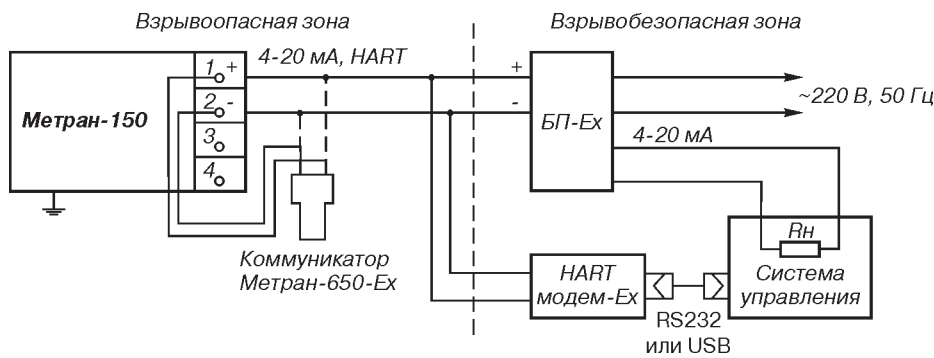 Взрывоопасная зона
Взрывобезопасная зона
Метран-150
1 +
2 -
3
4
4-20 мА, HART
+
-
БП-Ex
~220 В, 50 Гц
4-20 мА
Коммуникатор
Метран-650-Ex
HART
модем-Ex
RS232
или USB
Rн
Система
управления